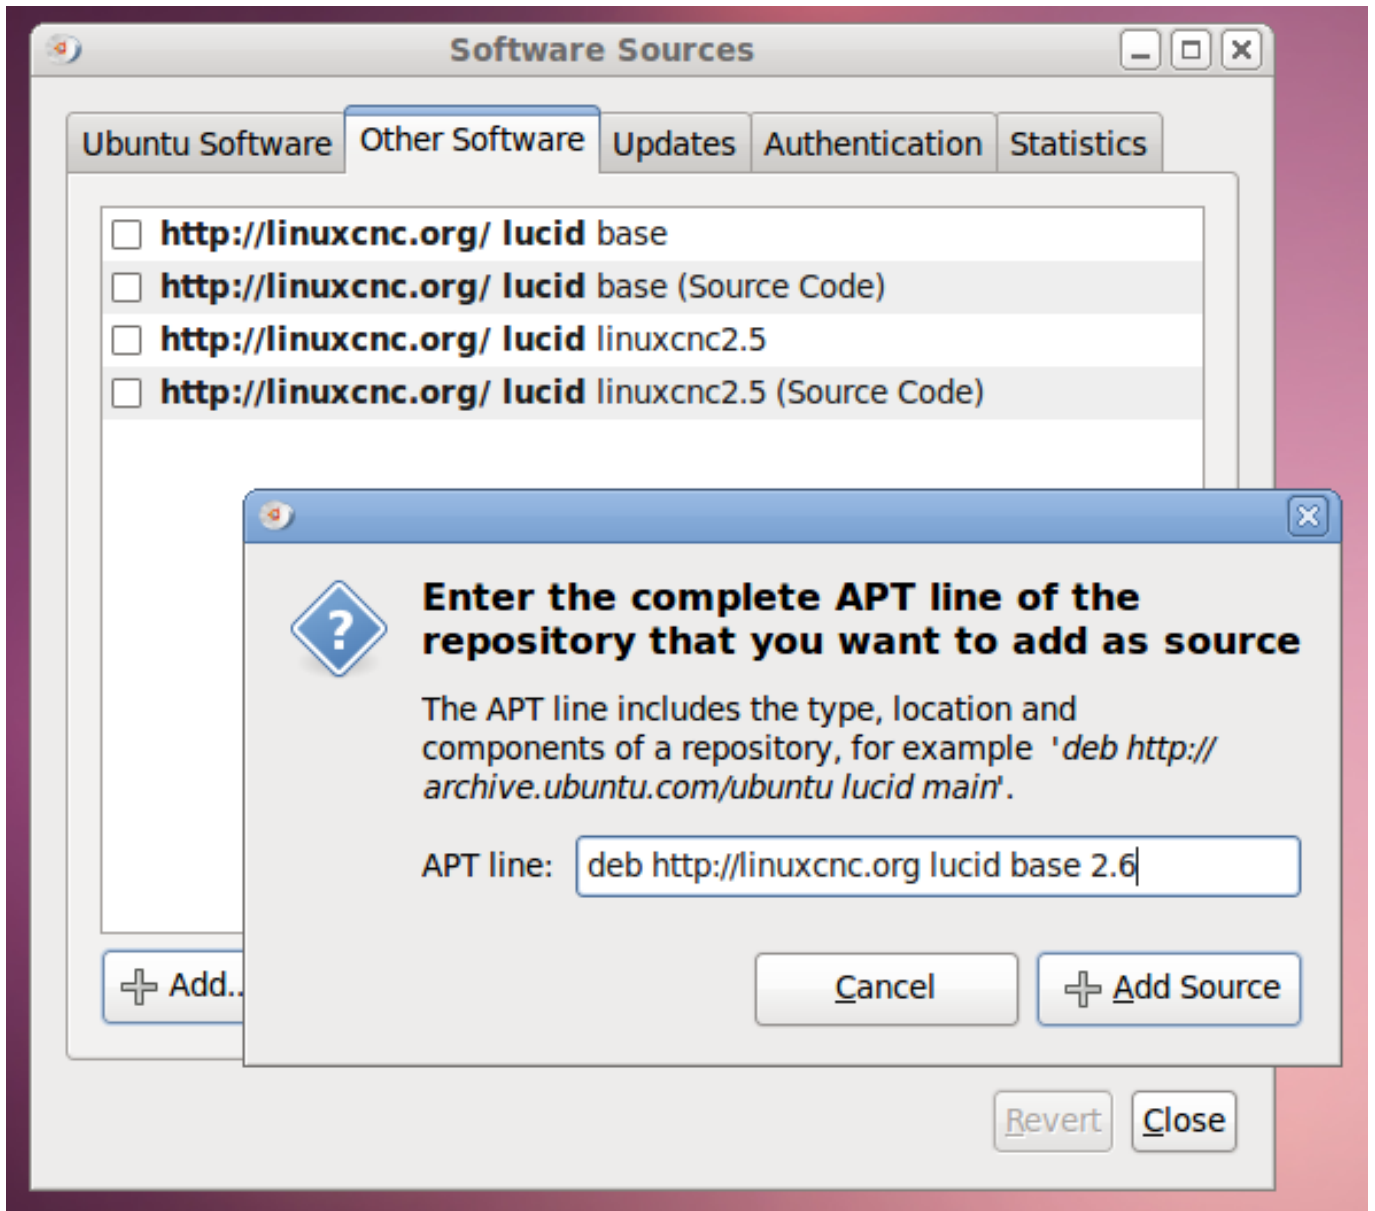 Software Sources
Ubuntu Software Other Software Updates Authentication Statistics
http://linuxcnc.org/ lucid base
http://linuxcnc.org/ lucid base (Source Code)
http://linuxcnc.org/ lucid linuxcnc2.5
http://linuxcnc.org/ lucid linuxcnc2.5 (Source Code)
?
Enter the complete APT line of the
repository that you want to add as source
The APT line includes the type, location and
components of a repository, for example 'deb http://
archive.ubuntu.com/ubuntu lucid main'.
APT line: deb http://linuxcnc.org lucid base 2.6
Add..
Cancel Add Source
Revert Close